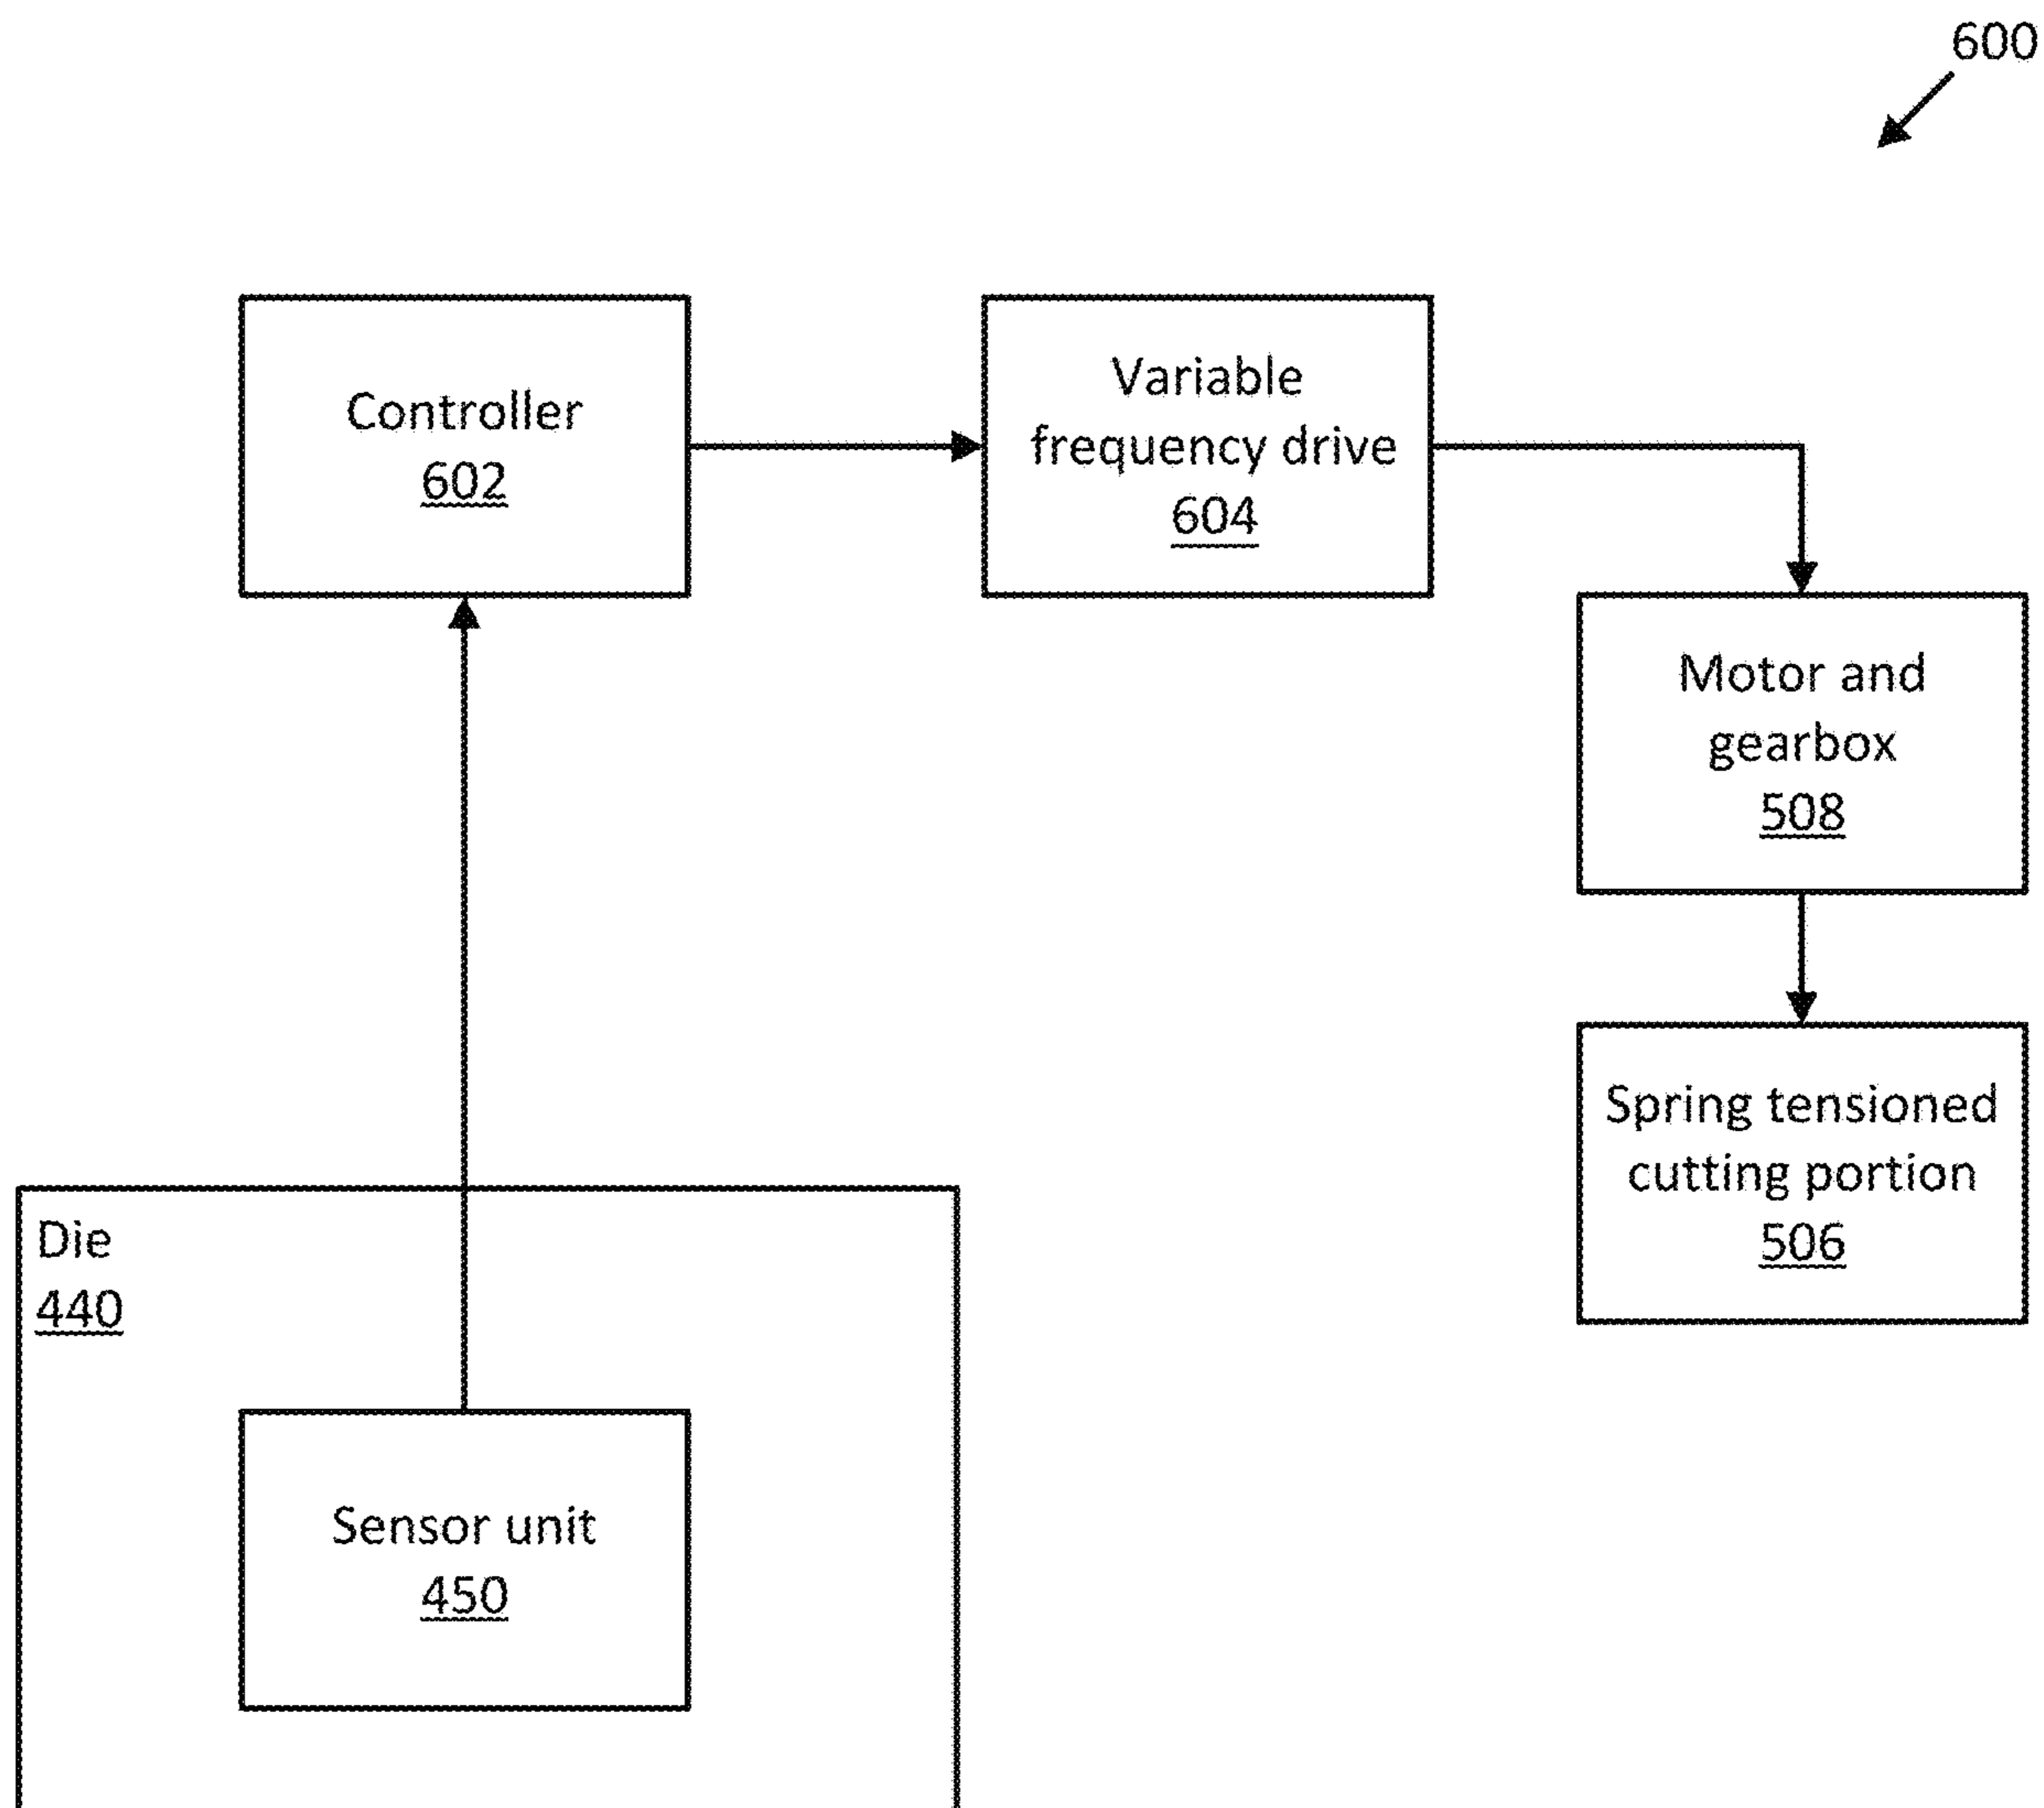 600
Controller
602
Variable
frequency drive
604
Motor and
gearbox
508
Spring tensioned
cutting portion
506
Die
440
Sensor unit
450